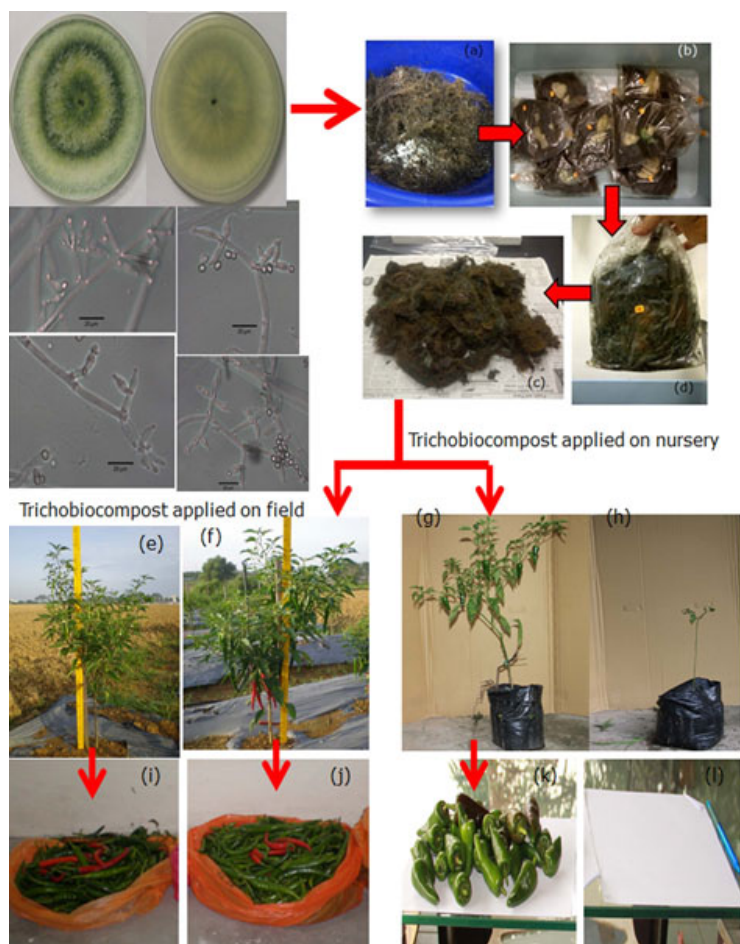 (a)
(b)
(c)
(d)
Trichobiocompost applied on nursery
Trichobiocompost applied on field
(e)
(f)
(g)
(h)
(i)
(j)
(k)
(l)